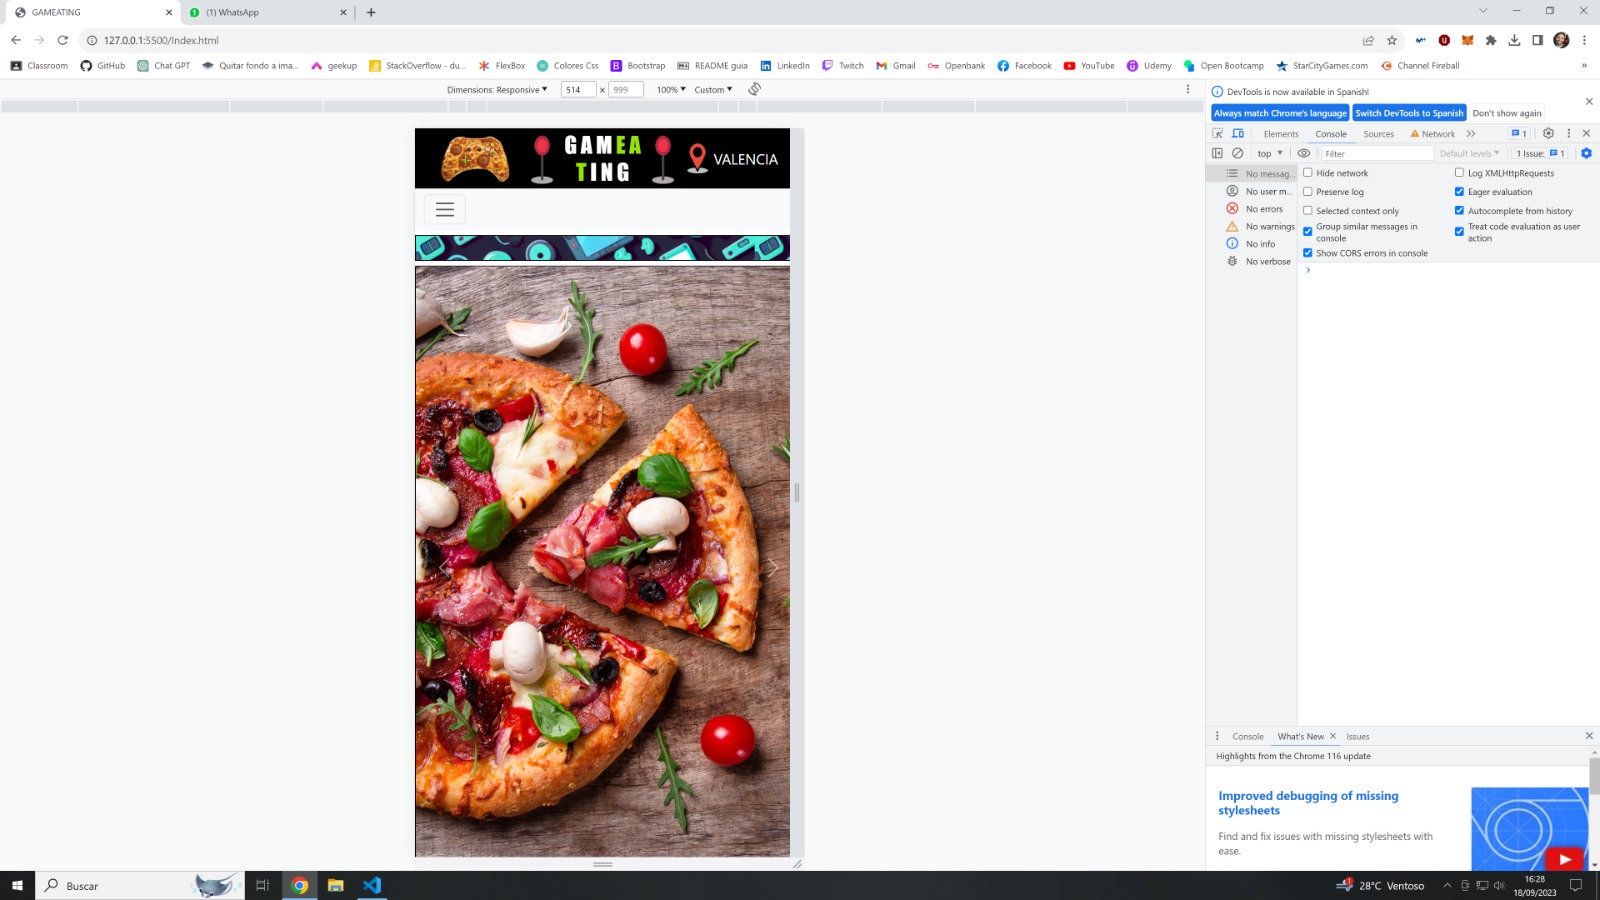 GAMEATING
(1) WhatsApp
127.0.0.1:5500/Index.html
Classroom GitHub Chat GPT Quitar fondo a ima... geekup StackOverflow - du... FlexBox Colores Css Bootstrap README guia LinkedIn Twitch Gmail Openbank Facebook YouTube Udemy Open Bootcamp StarCityGames.com Channel Fireball »
Dimensions: Responsive 514 x 999 100% Custom
DevTools is now available in Spanish!
Always match Chrome's language Switch DevTools to Spanish Don't show again
Elements Console Sources Network 1
top Filter Default levels 1 Issue: 1
No messag...
No user m...
No errors
No warnings
No info
No verbose
Hide network
Preserve log
Selected context only
Group similar messages in
console
Show CORS errors in console
Log XMLHttpRequests
Eager evaluation
Autocomplete from history
Treat code evaluation as user
action
GAMEA
TING
VALENCIA
Console What's New Issues
Highlights from the Chrome 116 update
Improved debugging of missing
stylesheets
Find and fix issues with missing stylesheets with
ease.
Buscar
28°C Ventoso
16:28
18/09/2023